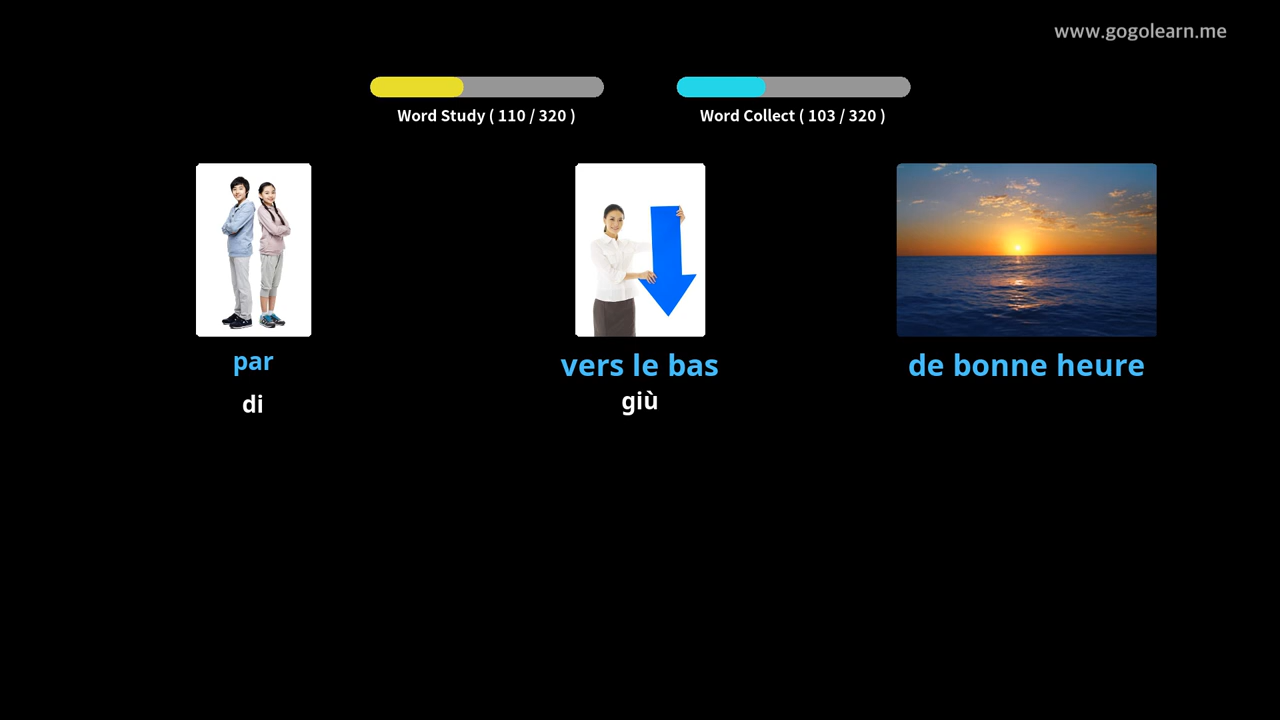 www.gogolearn.me
Word Study ( 110 / 320 )
Word Collect ( 103 / 320 )
par
di
vers le bas
giù
de bonne heure